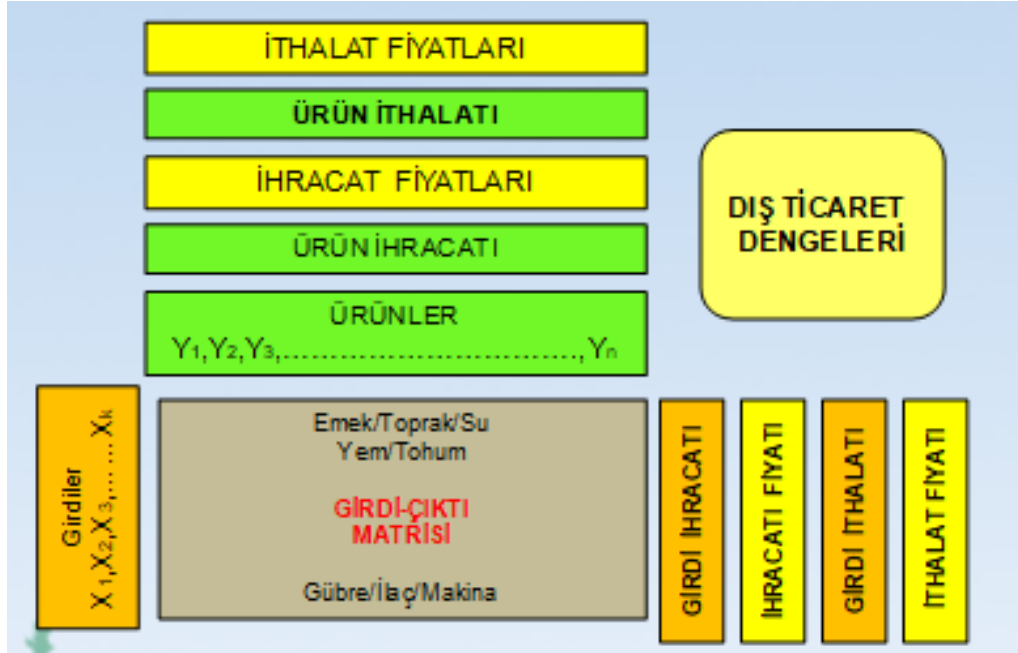 İTHALAT FİYATLARI
ÜRÜN İTHALATI
İHRACAT FİYATLARI
ÜRÜN İHRACATI
DIŞ TİCARET
DENGELERİ
ÜRÜNLER
Y1,Y2,Y3,................................., Yn
Girdiler
X1,X2,X3,... ... Xk
Emek/Toprak/Su
Yem/Tohum
GİRDİ-ÇIKTI
MATRİSİ
Gübre/İlaç/Makina
GİRDİ İHRACATI
İHRACATI FİYATI
GİRDİ İTHALATI
İTHALAT FİYATI